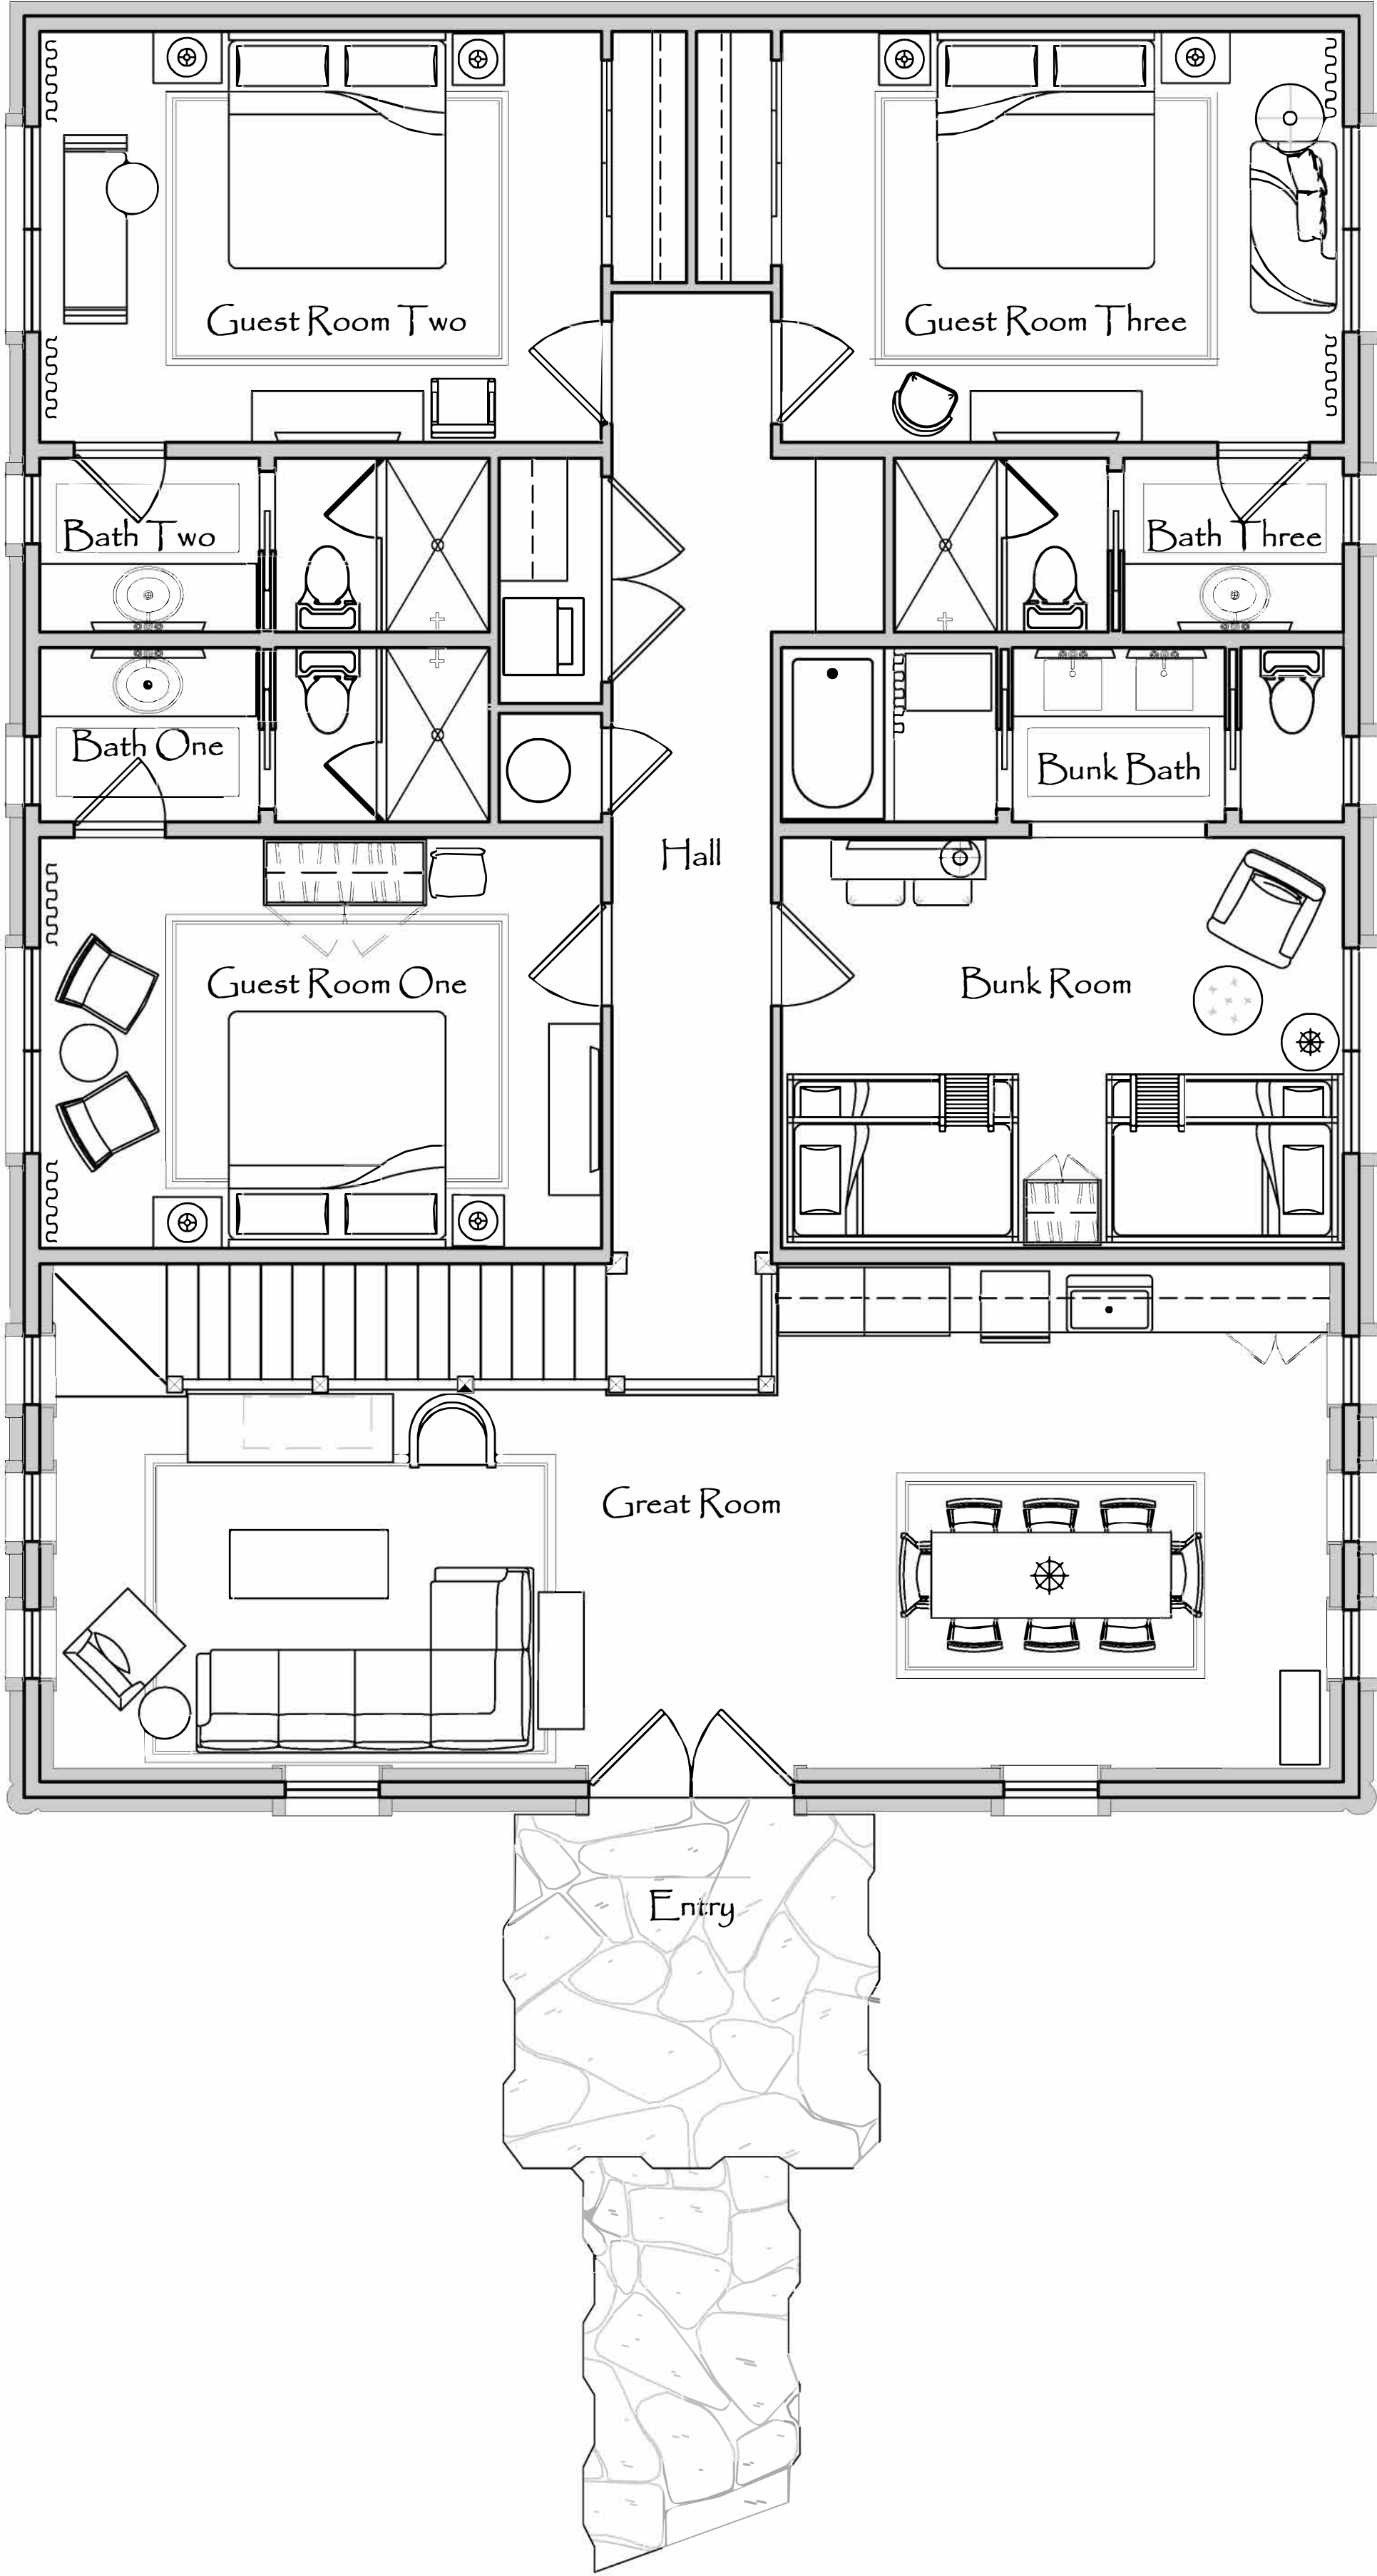 Guest Room Two
Guest Room Three
Bath Two
Bath Three
Bath One
Bunk Bath
Hall
Guest Room One
Bunk Room
Great Room
Entry